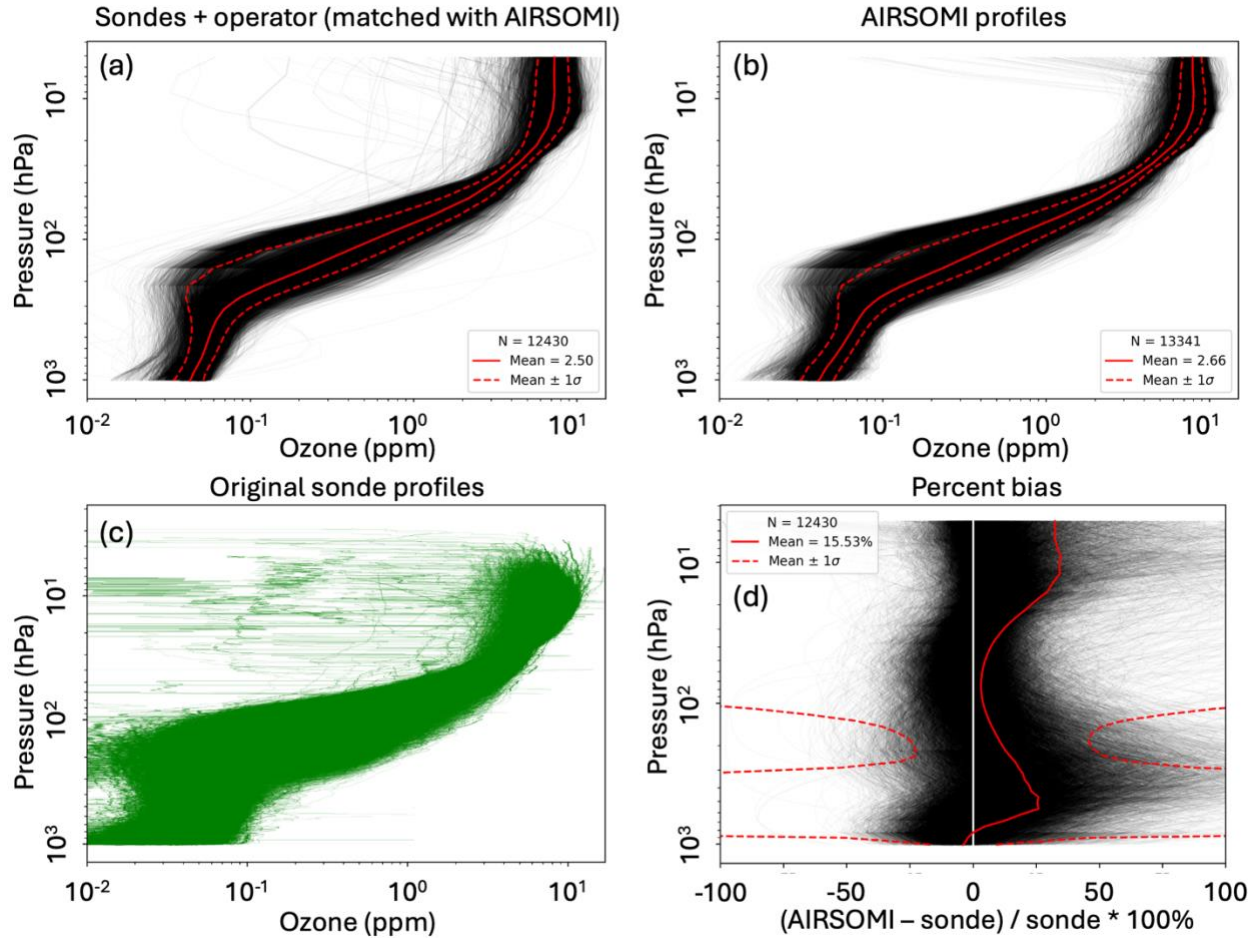 Sondes + operator (matched with AIRSOMI)
(a)
10¹
10²
10³
Pressure (hPa)
N = 12430
Mean = 2.50
Mean ± 1σ
10⁻²
10⁻¹
10⁰
10¹
Ozone (ppm)
AIRSOMI profiles
(b)
10¹
10²
10³
Pressure (hPa)
N = 13341
Mean = 2.66
Mean ± 1σ
10⁻²
10⁻¹
10⁰
10¹
Ozone (ppm)
Original sonde profiles
(c)
10¹
10²
10³
Pressure (hPa)
10⁻²
10⁻¹
10⁰
10¹
Ozone (ppm)
Percent bias
N = 12430
Mean = 15.53%
Mean ± 1σ
(d)
10¹
10²
10³
Pressure (hPa)
-100
-50
0
50
100
(AIRSOMI – sonde) / sonde * 100%